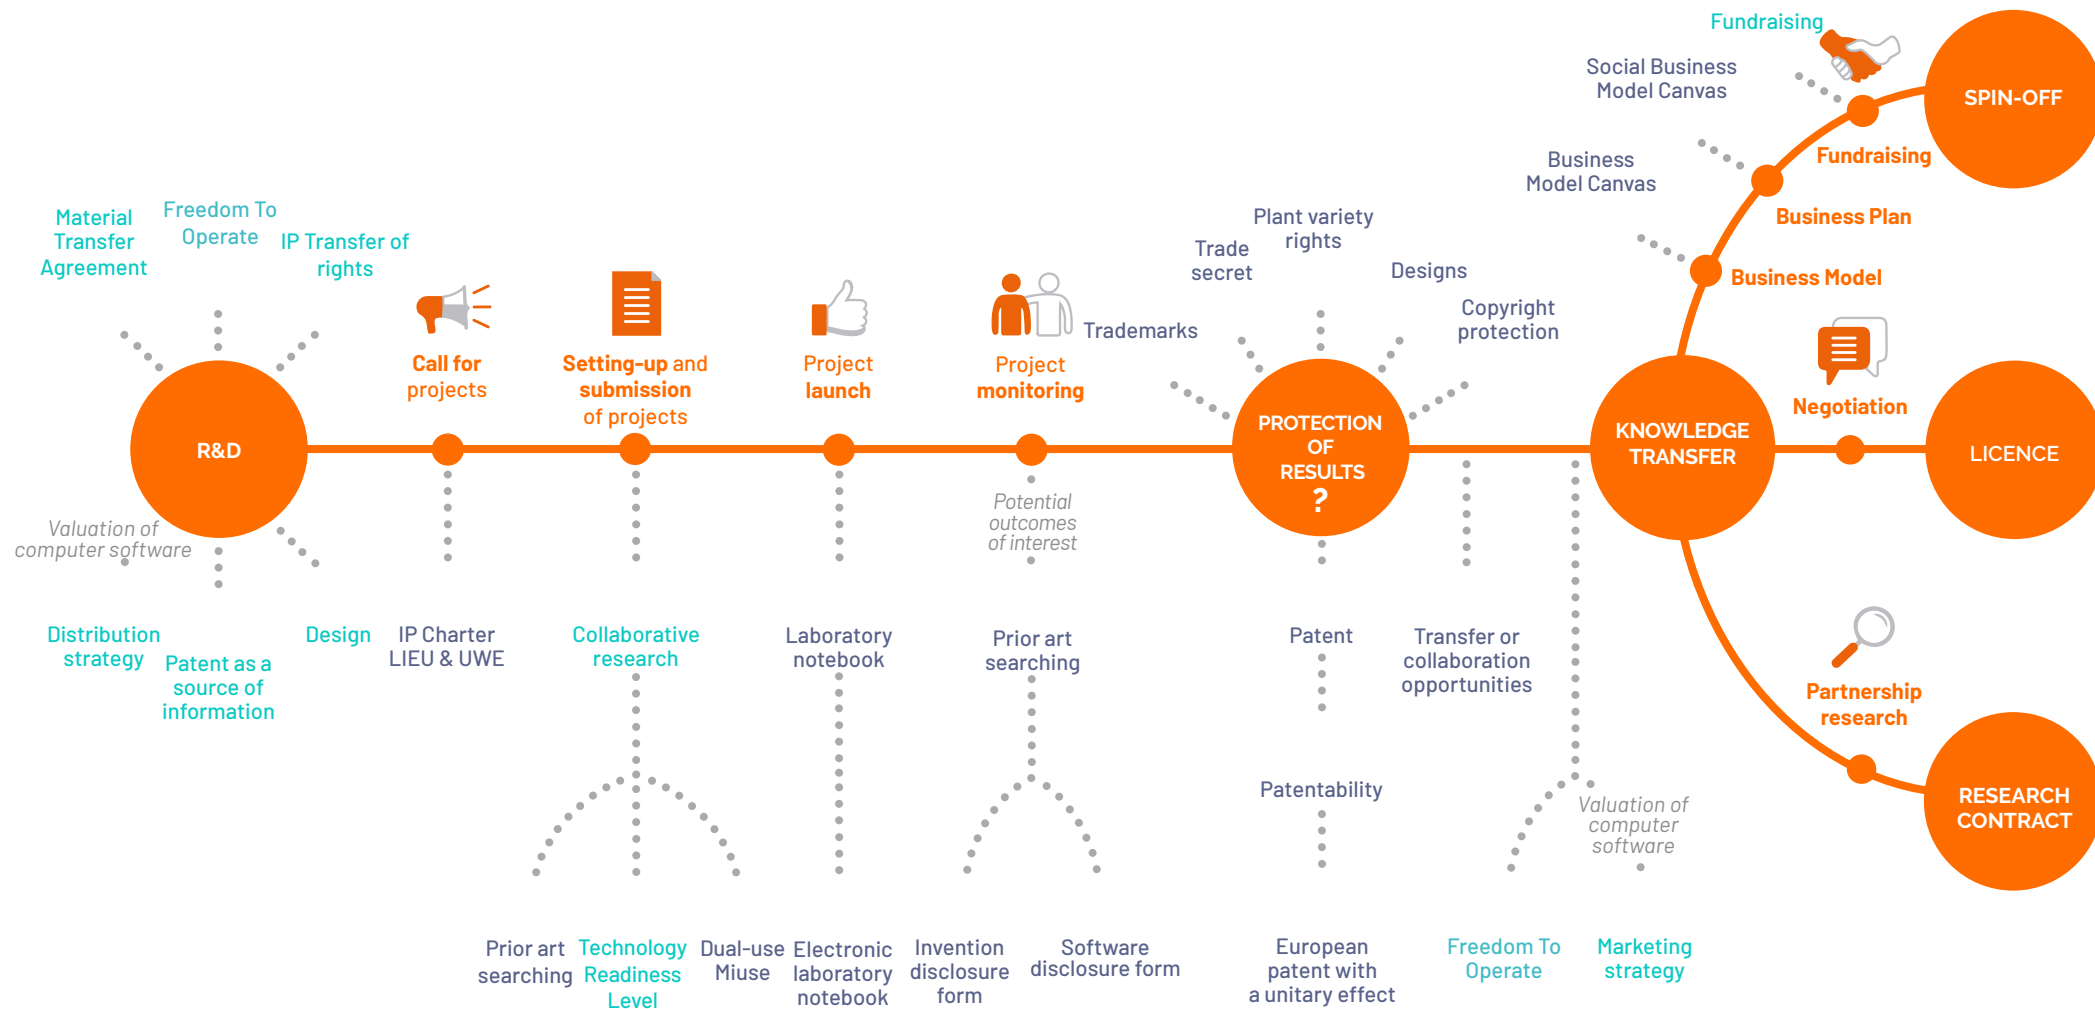 Fundraising
Social Business
Model Canvas
SPIN-OFF
Fundraising
Business
Model Canvas
Business Plan
Business Model
Material
Transfer
Agreement
Freedom To
Operate
IP Transfer of
rights
Call for
projects
Setting-up and
submission
of projects
Project
launch
Project
monitoring
Trademarks
Trade
secret
Plant variety
rights
Designs
Copyright
protection
Negotiation
R&D
PROTECTION
OF
RESULTS
?
KNOWLEDGE
TRANSFER
LICENCE
Valuation of
computer software
Potential
outcomes
of interest
Distribution
strategy
Patent as a
source of
information
Design
IP Charter
LIEU & UWE
Collaborative
research
Laboratory
notebook
Prior art
searching
Patent
Transfer or
collaboration
opportunities
Partnership
research
Patentability
Valuation of
computer
software
RESEARCH
CONTRACT
Prior art
searching
Technology
Readiness
Level
Dual-use
Miuse
Electronic
laboratory
notebook
Invention
disclosure
form
Software
disclosure form
European
patent with
a unitary effect
Freedom To
Operate
Marketing
strategy